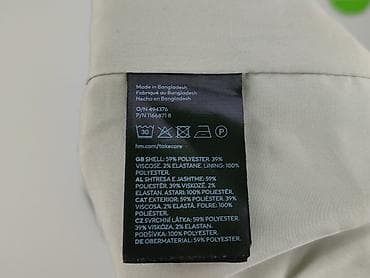 Made in Bangladesh
Fabriqué au Bangladesh
Hecho en Bangladesh
O/N 494376
P/N 1166871 8
30
P
hm.com/takecare
GB SHELL: 59% POLYESTER, 39%
VISCOSE, 2% ELASTANE. LINING: 100%
POLYESTER.
AL SHTRESA E JASHTME: 59%
POLIESTËR, 39% VISKOZË, 2%
ELASTAN. ASTARI: 100% POLIESTËR.
CAT EXTERIOR: 59% POLIÈSTER, 39%
VISCOSA, 2% ELASTÀ. FOLRE: 100%
POLIÈSTER.
CZ SVRCHNÍ LÁTKA: 59% POLYESTER,
39% VISKÓZA, 2% ELASTAN.
PODŠÍVKA: 100% POLYESTER.
DE OBERMATERIAL: 59% POLYESTER,